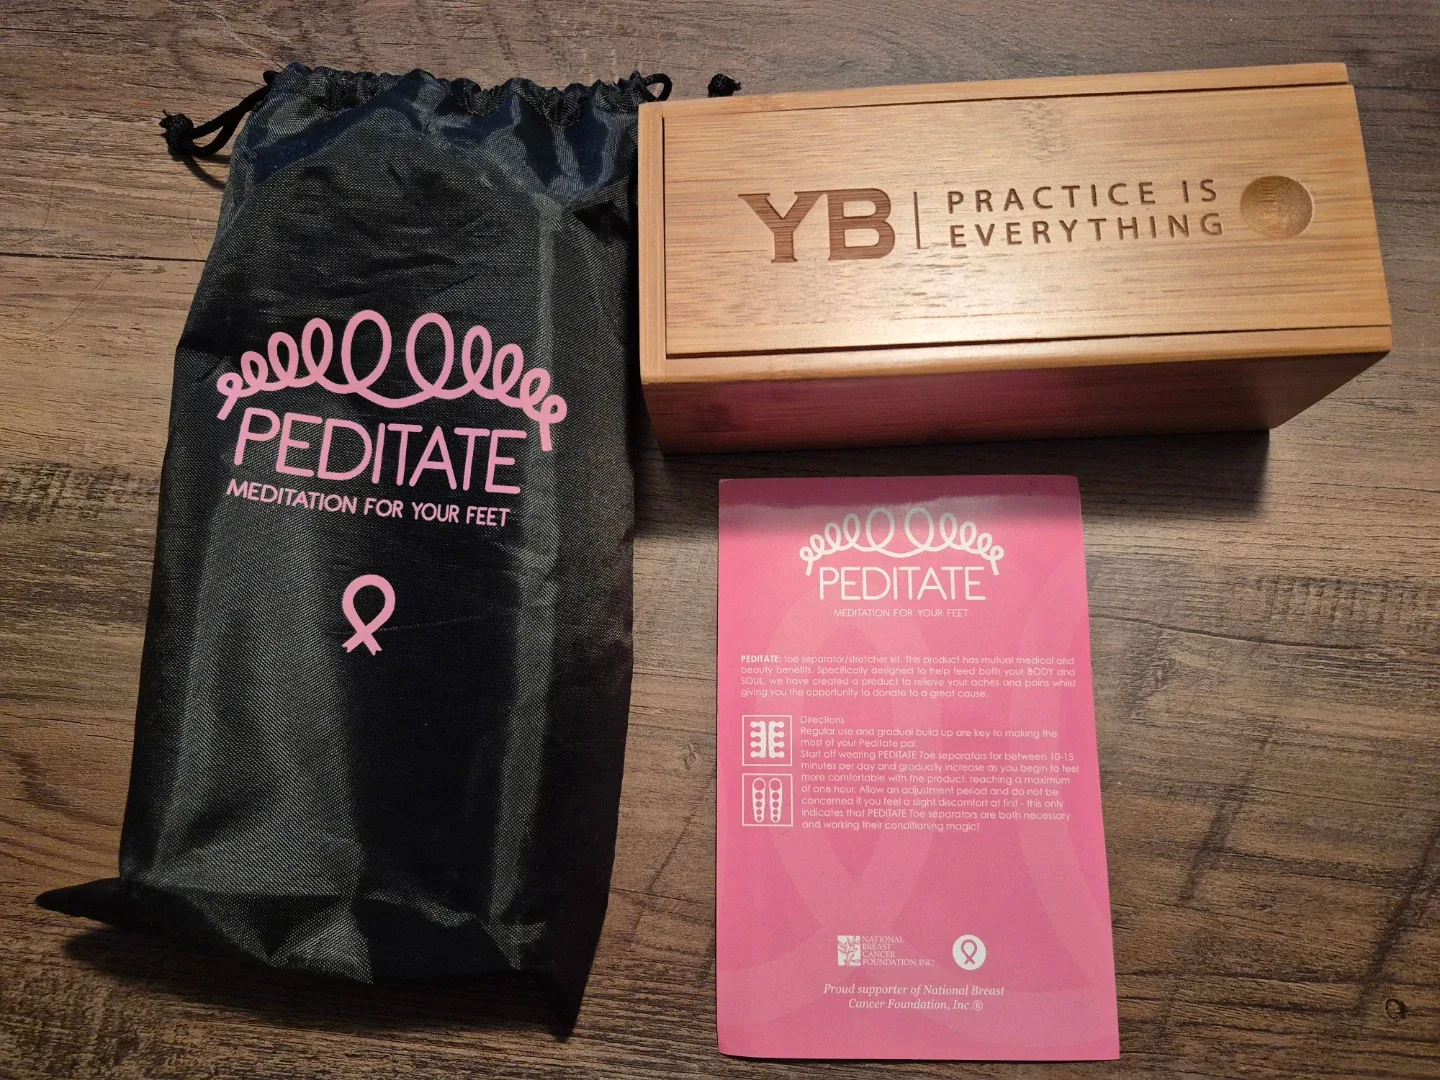 PEDITATE
MEDITATION FOR YOUR FEET
YB
PRACTICE IS
EVERYTHING
PEDITATE
MEDITATION FOR YOUR FEET
PEDITATE: toe separator/stretcher kit. This product has mutual medical and
beauty benefits. Specifically designed to help feed both your BODY and
SOUL, we have created a product to relieve your aches and pains whilst
giving you the opportunity to donate to a great cause.
Directions
Regular use and gradual build up are key to making the
most of your Peditate pal.
Start off wearing PEDITATE Toe separators for between 10-15
minutes per day and gradually increase as you begin to feel
more comfortable with the product, reaching a maximum
of one hour. Allow an adjustment period and do not be
concerned if you feel a slight discomfort at first - this only
indicates that PEDITATE Toe separators are both necessary
and working their conditioning magic!
NATIONAL
BREAST
CANCER
FOUNDATION, INC.
Proud supporter of National Breast
Cancer Foundation, Inc.®